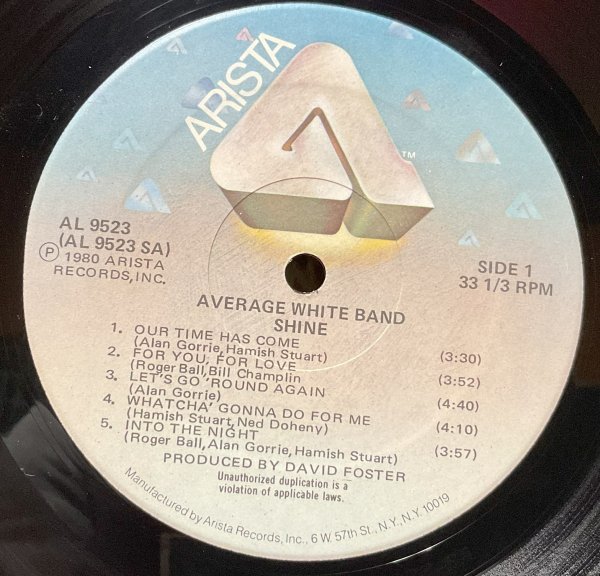 ARISTA
TM
AL 9523
(AL 9523 SA)
Ⓟ 1980 ARISTA
RECORDS, INC.
SIDE 1
33 1/3 RPM
AVERAGE WHITE BAND
SHINE
1. OUR TIME HAS COME (3:30)
(Alan Gorrie, Hamish Stuart)
2. FOR YOU, FOR LOVE (3:52)
(Roger Ball, Bill Champlin)
3. LET'S GO 'ROUND AGAIN (4:40)
(Alan Gorrie)
4. WHATCHA' GONNA DO FOR ME (4:10)
(Hamish Stuart, Ned Doheny)
5. INTO THE NIGHT (3:57)
(Roger Ball, Alan Gorrie, Hamish Stuart)
PRODUCED BY DAVID FOSTER
Unauthorized duplication is a
violation of applicable laws.
Manufactured by Arista Records, Inc., 6 W. 57th St., N.Y., N.Y. 10019